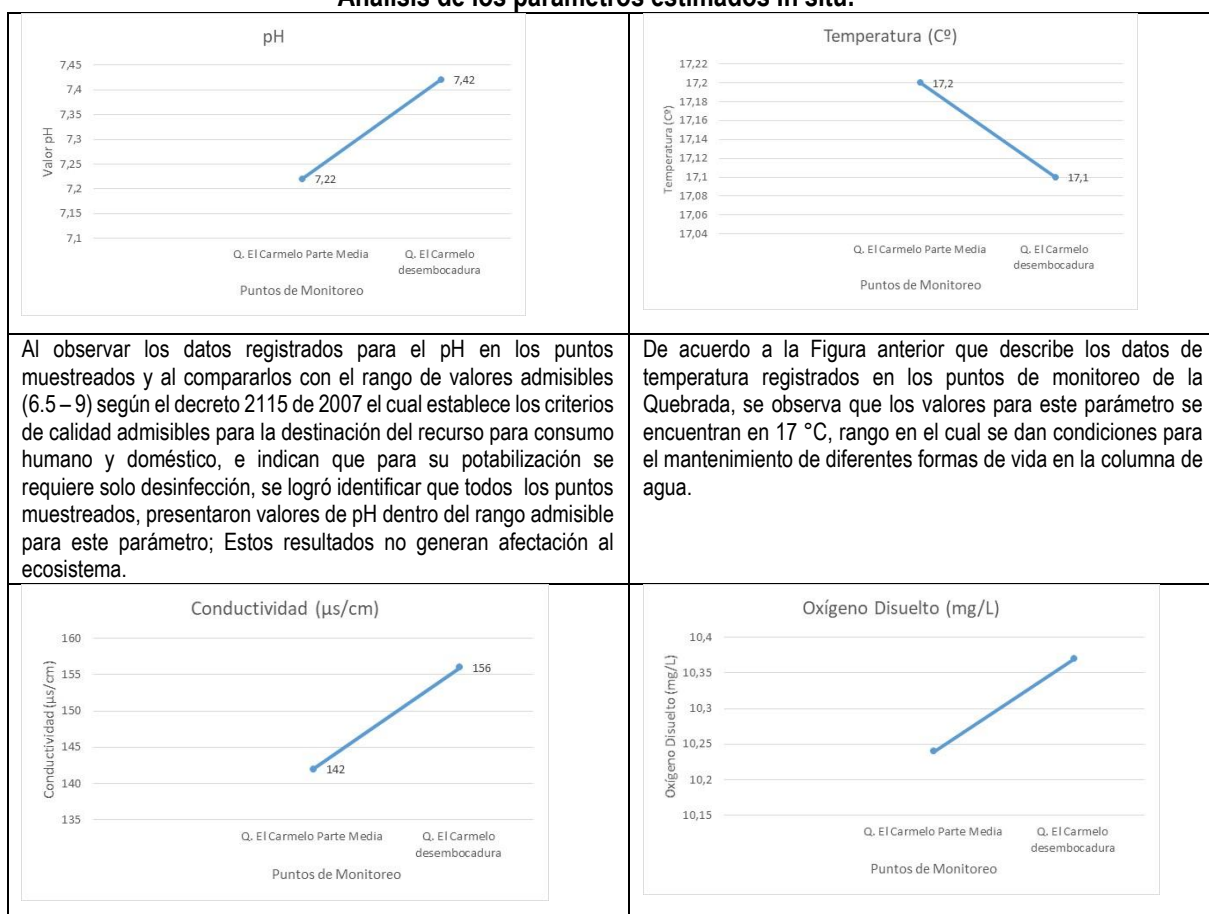 Análisis de los parámetros estimados in situ.
pH
7,45
7,4
7,35
7,3
7,25
7,2
7,15
7,1
Valor pH
7,42
7,22
Q. El Carmelo Parte Media
Q. El Carmelo
desembocadura
Puntos de Monitoreo
Temperatura (Cº)
17,22
17,2
17,18
17,16
17,14
17,12
17,1
17,08
17,06
17,04
Temperatura (Cº)
17,2
17,1
Q. El Carmelo Parte Media
Q. El Carmelo
desembocadura
Puntos de Monitoreo
Al observar los datos registrados para el pH en los puntos
muestreados y al compararlos con el rango de valores admisibles
(6.5 – 9) según el decreto 2115 de 2007 el cual establece los criterios
de calidad admisibles para la destinación del recurso para consumo
humano y doméstico, e indican que para su potabilización se
requiere solo desinfección, se logró identificar que todos los puntos
muestreados, presentaron valores de pH dentro del rango admisible
para este parámetro; Estos resultados no generan afectación al
ecosistema.
De acuerdo a la Figura anterior que describe los datos de
temperatura registrados en los puntos de monitoreo de la
Quebrada, se observa que los valores para este parámetro se
encuentran en 17 °C, rango en el cual se dan condiciones para
el mantenimiento de diferentes formas de vida en la columna de
agua.
Conductividad (µs/cm)
160
155
150
145
140
135
Conductividad (µs/cm)
156
142
Q. El Carmelo Parte Media
Q. El Carmelo
desembocadura
Puntos de Monitoreo
Oxígeno Disuelto (mg/L)
10,4
10,35
10,3
10,25
10,2
10,15
Oxígeno Disuelto (mg/L)
Q. El Carmelo Parte Media
Q. El Carmelo
desembocadura
Puntos de Monitoreo